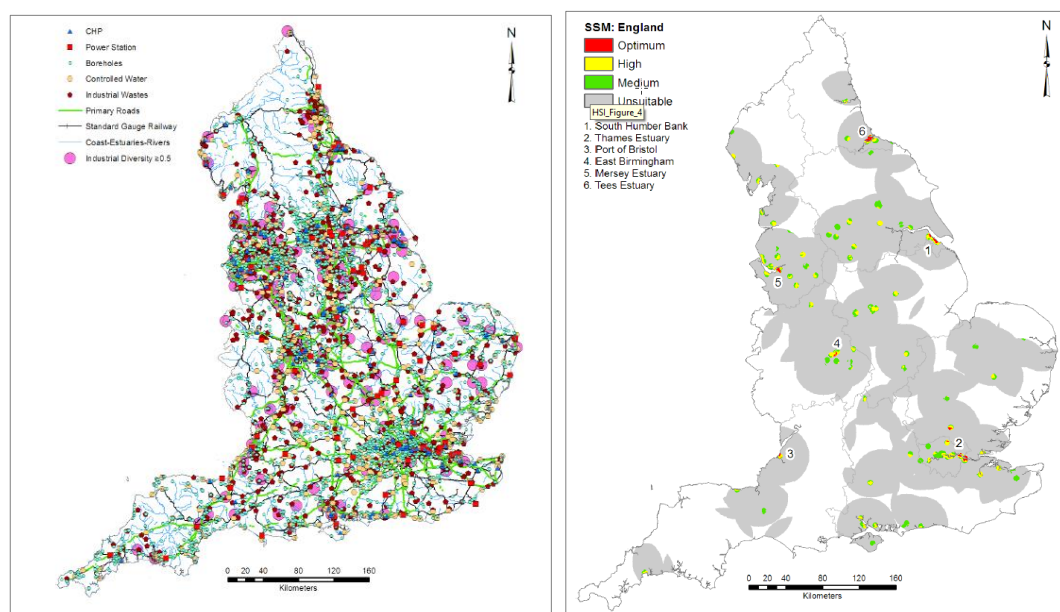 N
CHP
Power Station
Boreholes
Controlled Water
Industrial Wastes
Primary Roads
Standard Gauge Railway
Coast-Estuaries-Rivers
Industrial Diversity ≥0.5
0 20 40 80 120 160
Kilometers
SSM: England
N
Optimum
High
Medium
Unsuitable
HSI_Figure_4
1. South Humber Bank
2. Thames Estuary
3. Port of Bristol
4. East Birmingham
5. Mersey Estuary
6. Tees Estuary
6
1
5
4
2
3
0 20 40 80 120 160
Kilometers